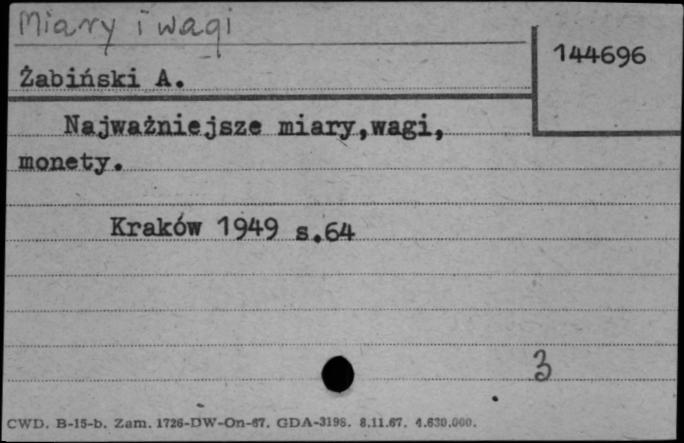 Miary i wagi
144696
Żabiński A.
Najważniejsze miary,wagi,
monety.
Kraków 1949 s.64
3
CWD. B-15-b. Zam. 1726-DW-On-67. GDA-3198. 8.11.67. 4.630.000.